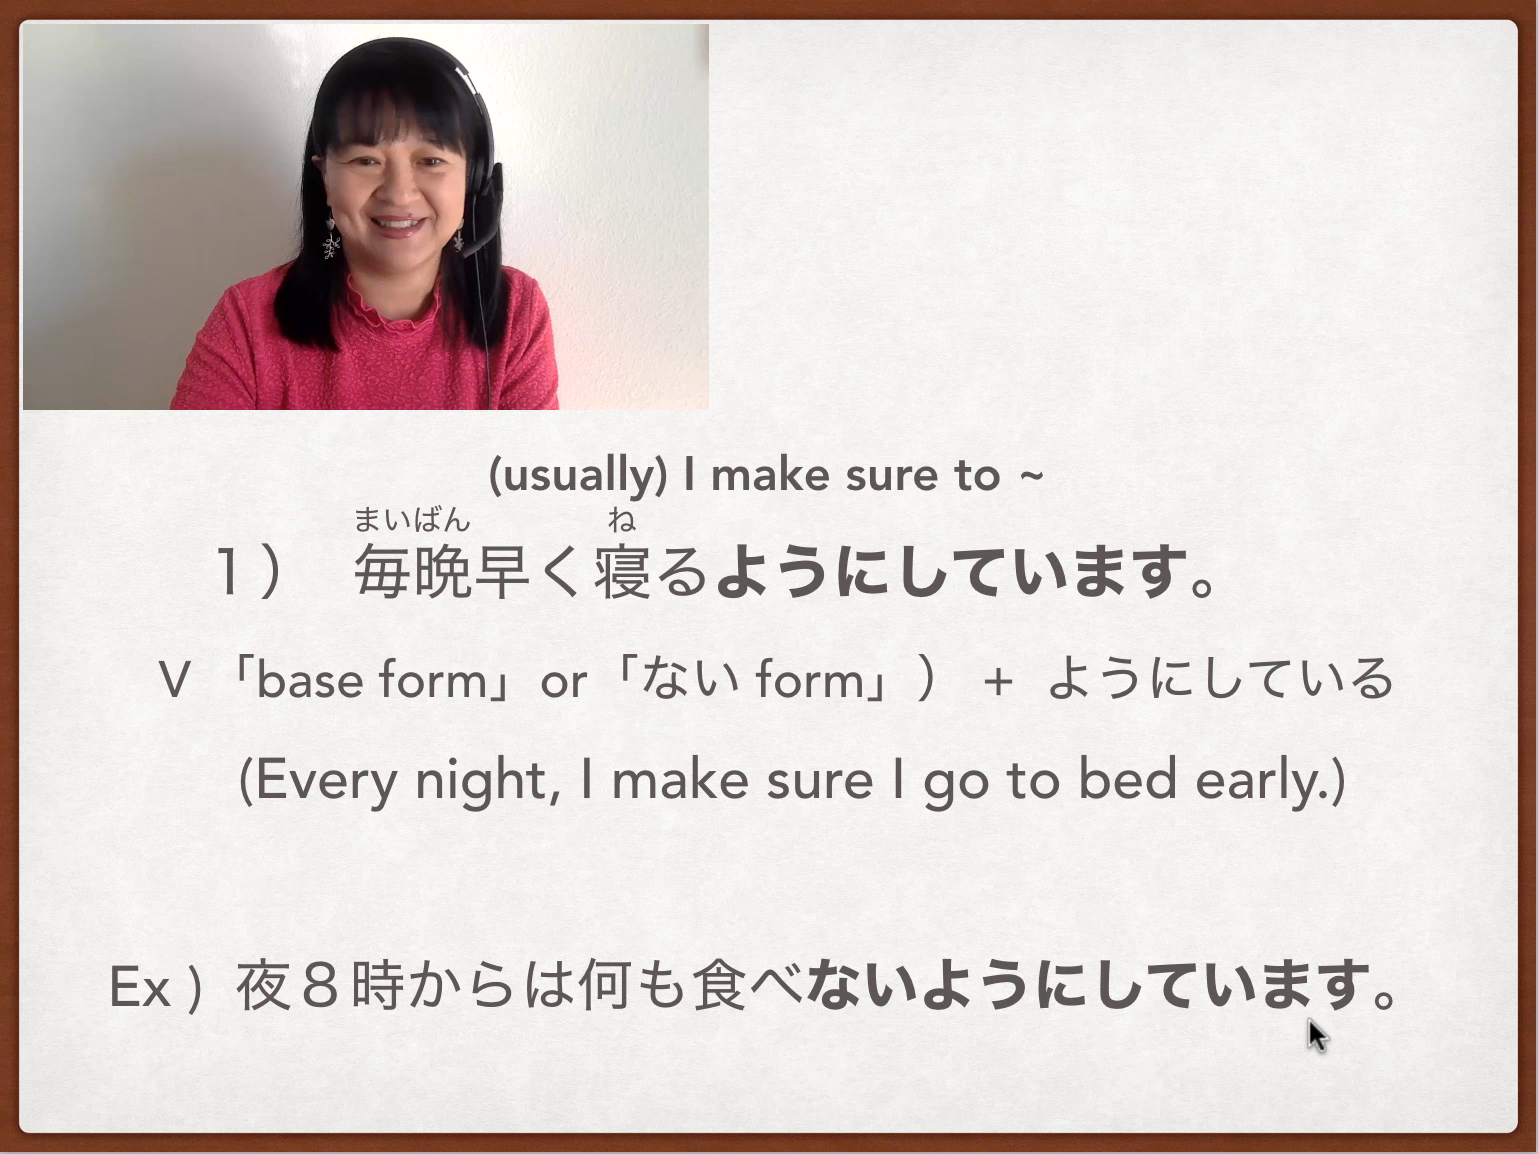 (usually) I make sure to ~
まいばん ね
１） 毎晩早く寝るようにしています。
V 「base form」or「ない form」） + ようにしている
(Every night, I make sure I go to bed early.)
Ex ) 夜８時からは何も食べないようにしています。